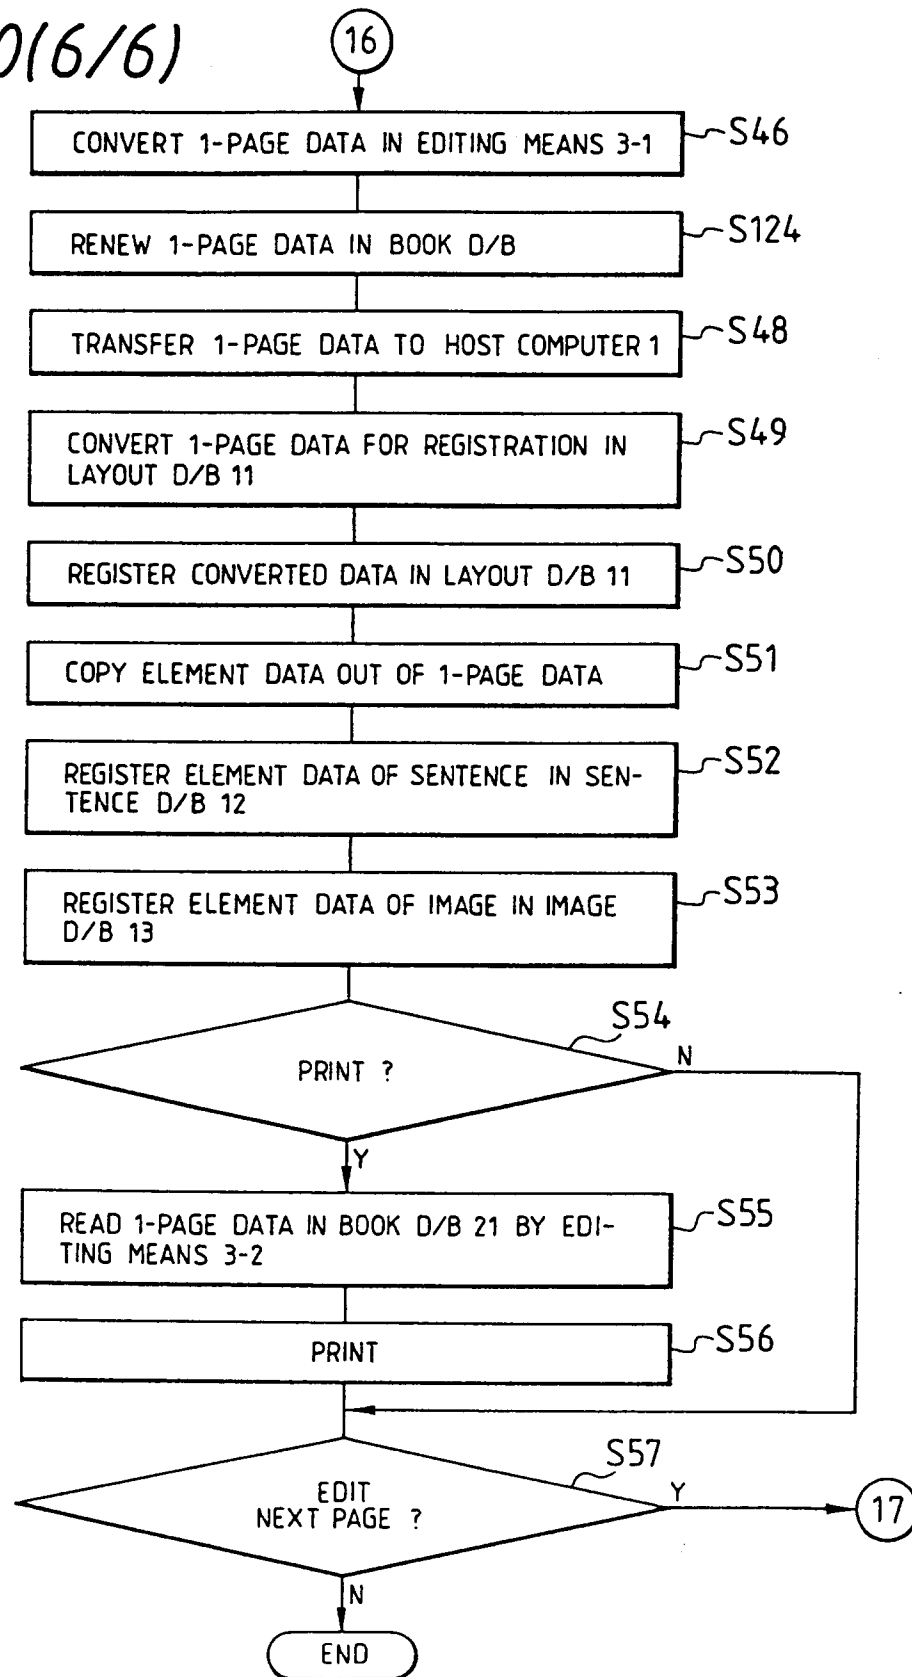 0(6/6)
16
CONVERT 1-PAGE DATA IN EDITING MEANS 3-1
S46
RENEW 1-PAGE DATA IN BOOK D/B
S124
TRANSFER 1-PAGE DATA TO HOST COMPUTER 1
S48
CONVERT 1-PAGE DATA FOR REGISTRATION IN
LAYOUT D/B 11
S49
REGISTER CONVERTED DATA IN LAYOUT D/B 11
S50
COPY ELEMENT DATA OUT OF 1-PAGE DATA
S51
REGISTER ELEMENT DATA OF SENTENCE IN SEN-
TENCE D/B 12
S52
REGISTER ELEMENT DATA OF IMAGE IN IMAGE
D/B 13
S53
S54
PRINT ?
N
Y
READ 1-PAGE DATA IN BOOK D/B 21 BY EDI-
TING MEANS 3-2
S55
PRINT
S56
S57
EDIT
NEXT PAGE ?
Y
17
N
END